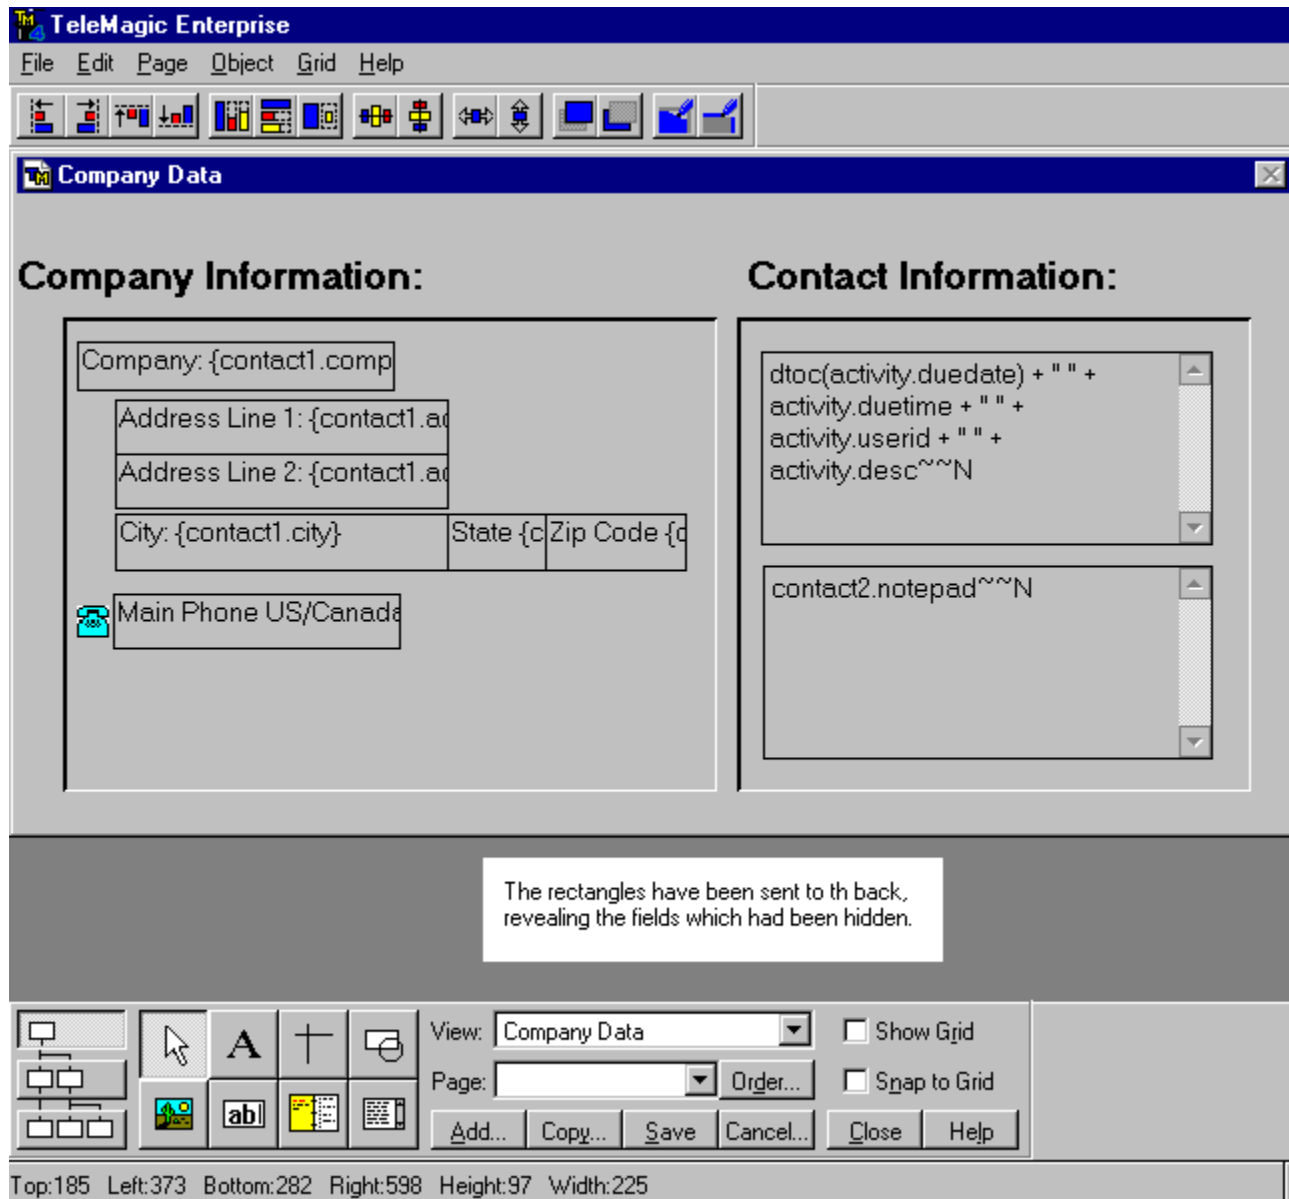 TeleMagic Enterprise
File Edit Page Object Grid Help
Company Data
Company Information:
Contact Information:
Company: {contact1.comp
Address Line 1: {contact1.ad
Address Line 2: {contact1.ad
City: {contact1.city} State {c Zip Code {c
Main Phone US/Canada
dtoc(activity.duedate) + " " +
activity.duetime + " " +
activity.userid + " " +
activity.desc~~N
contact2.notepad~~N
The rectangles have been sent to th back,
revealing the fields which had been hidden.
A
ab
View: Company Data Show Grid
Page: Order... Snap to Grid
Add... Copy... Save Cancel... Close Help
Top:185 Left:373 Bottom:282 Right:598 Height:97 Width:225